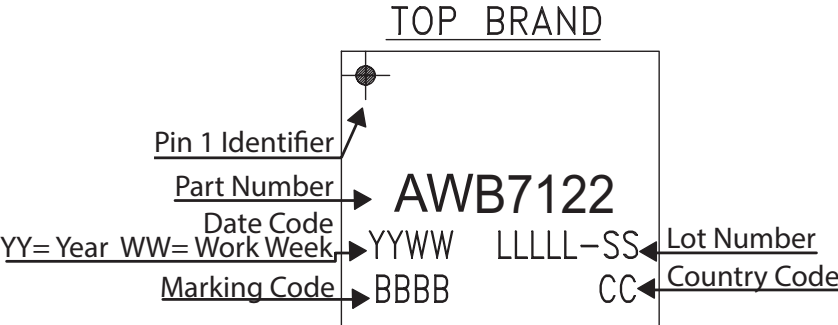 TOP BRAND
Pin 1 Identifier
Part Number
AWB7122
Date Code
YY= Year WW= Work Week
YYWW LLLLL-SS
Lot Number
Marking Code
BBBB CC
Country Code